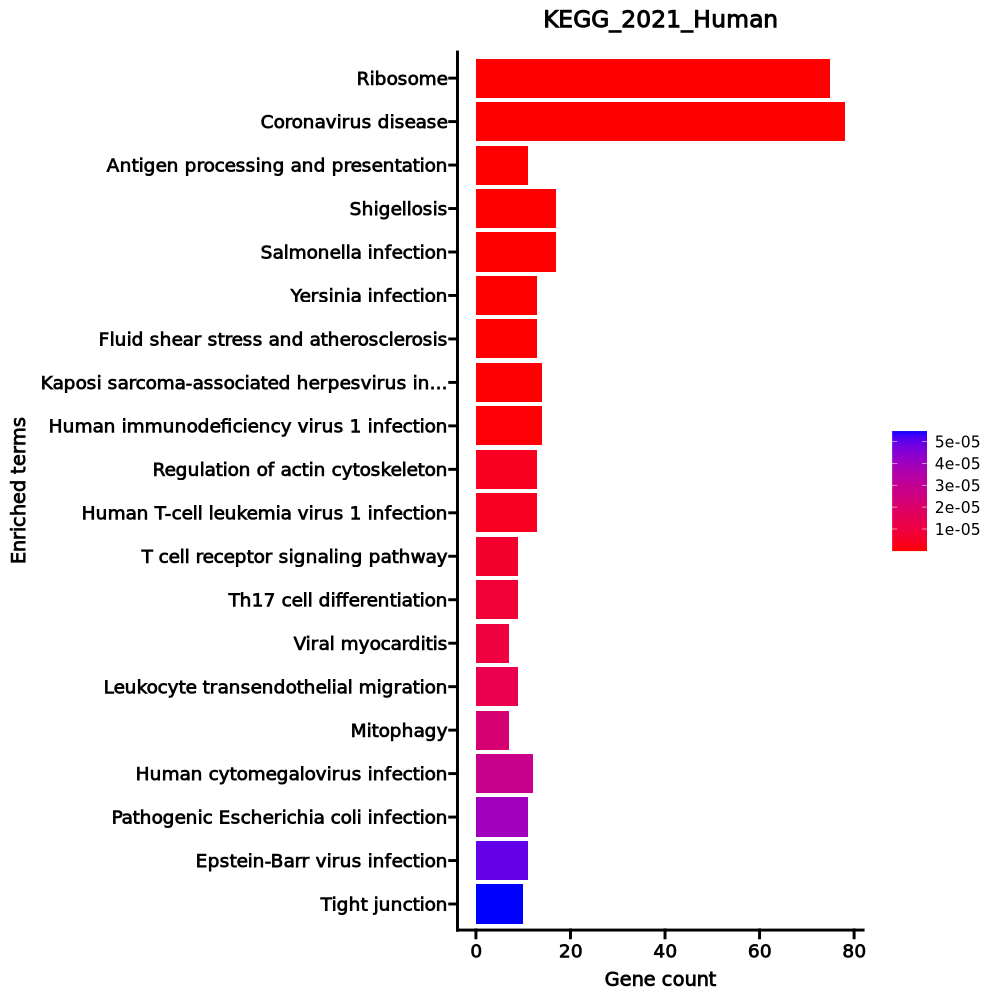 KEGG_2021_Human
Ribosome
Coronavirus disease
Antigen processing and presentation
Shigellosis
Salmonella infection
Yersinia infection
Fluid shear stress and atherosclerosis
Kaposi sarcoma-associated herpesvirus in...
Human immunodeficiency virus 1 infection
Regulation of actin cytoskeleton
Human T-cell leukemia virus 1 infection
T cell receptor signaling pathway
Th17 cell differentiation
Viral myocarditis
Leukocyte transendothelial migration
Mitophagy
Human cytomegalovirus infection
Pathogenic Escherichia coli infection
Epstein-Barr virus infection
Tight junction
Enriched terms
0 20 40 60 80
Gene count
5e-05
4e-05
3e-05
2e-05
1e-05